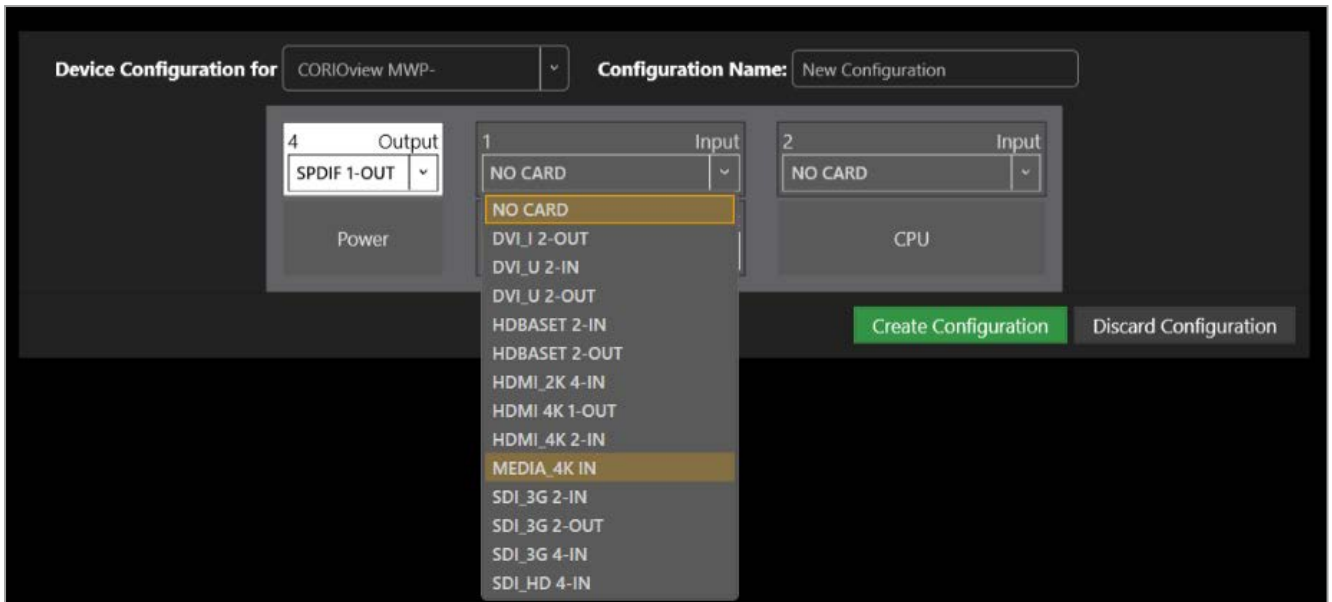 Device Configuration for CORIOview MWP- Configuration Name: New Configuration
4 Output 1 Input 2 Input
SPDIF 1-OUT NO CARD NO CARD
NO CARD
Power CPU
DVI_I 2-OUT
DVI_U 2-IN
DVI_U 2-OUT
HDBASET 2-IN
Create Configuration Discard Configuration
HDBASET 2-OUT
HDMI_2K 4-IN
HDMI 4K 1-OUT
HDMI_4K 2-IN
MEDIA_4K IN
SDI_3G 2-IN
SDI_3G 2-OUT
SDI_3G 4-IN
SDI_HD 4-IN